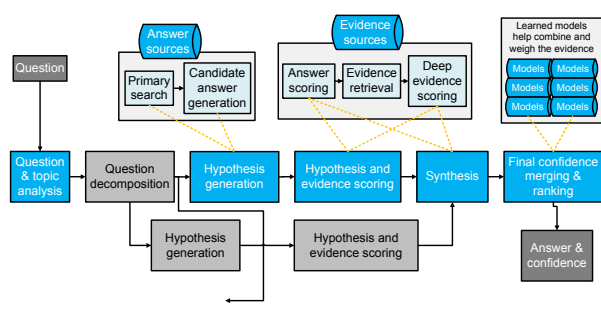 Question
Answer
sources
Primary
search
Candidate
answer
generation
Evidence
sources
Answer
scoring
Evidence
retrieval
Deep
evidence
scoring
Learned models
help combine and
weigh the evidence
Models
Models
Models
Models
Models
Models
Question
& topic
analysis
Question
decomposition
Hypothesis
generation
Hypothesis and
evidence scoring
Synthesis
Final confidence
merging &
ranking
Hypothesis
generation
Hypothesis and
evidence scoring
Answer &
confidence